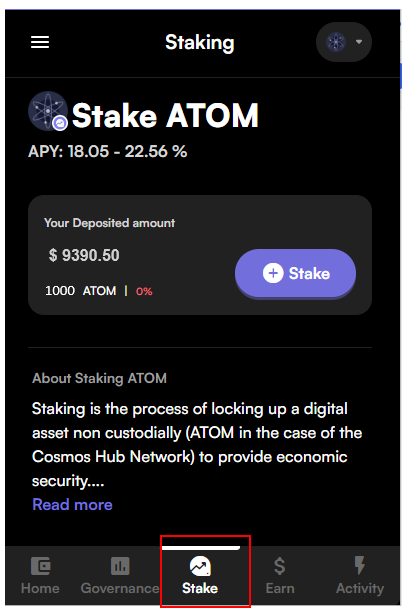 Staking
Stake ATOM
APY: 18.05 - 22.56 %
Your Deposited amount
$ 9390.50
Stake
1000 ATOM | 0%
About Staking ATOM
Staking is the process of locking up a digital
asset non custodially (ATOM in the case of the
Cosmos Hub Network) to provide economic
security....
Read more
Home Governance Stake Earn Activity